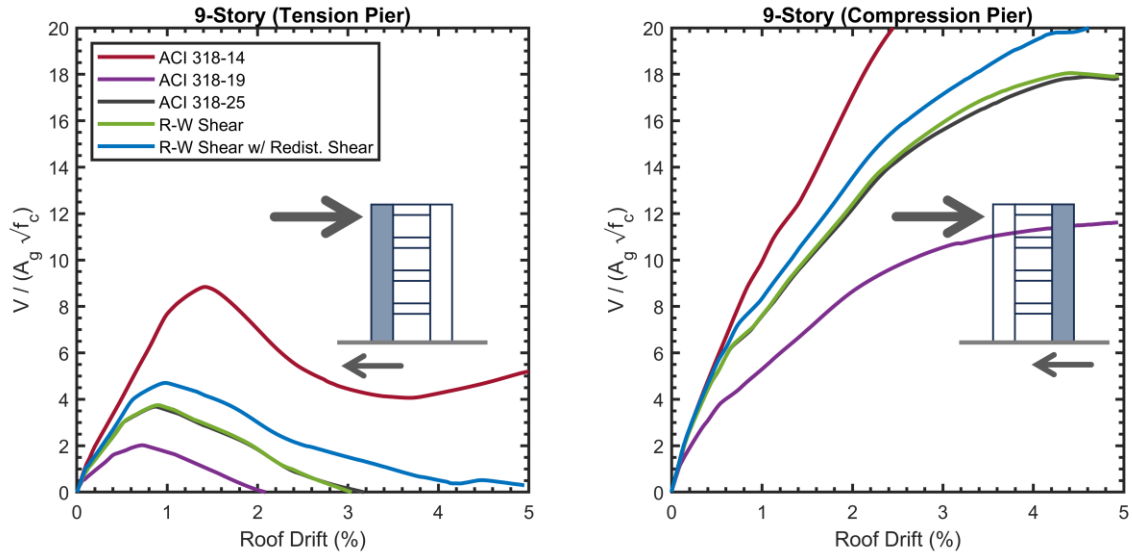 9-Story (Tension Pier)
20
18
16
14
12
10
8
6
4
2
0
V / (A_g √f_c)
ACI 318-14
ACI 318-19
ACI 318-25
R-W Shear
R-W Shear w/ Redist. Shear
0 1 2 3 4 5
Roof Drift (%)
9-Story (Compression Pier)
20
18
16
14
12
10
8
6
4
2
0
V / (A_g √f_c)
0 1 2 3 4 5
Roof Drift (%)